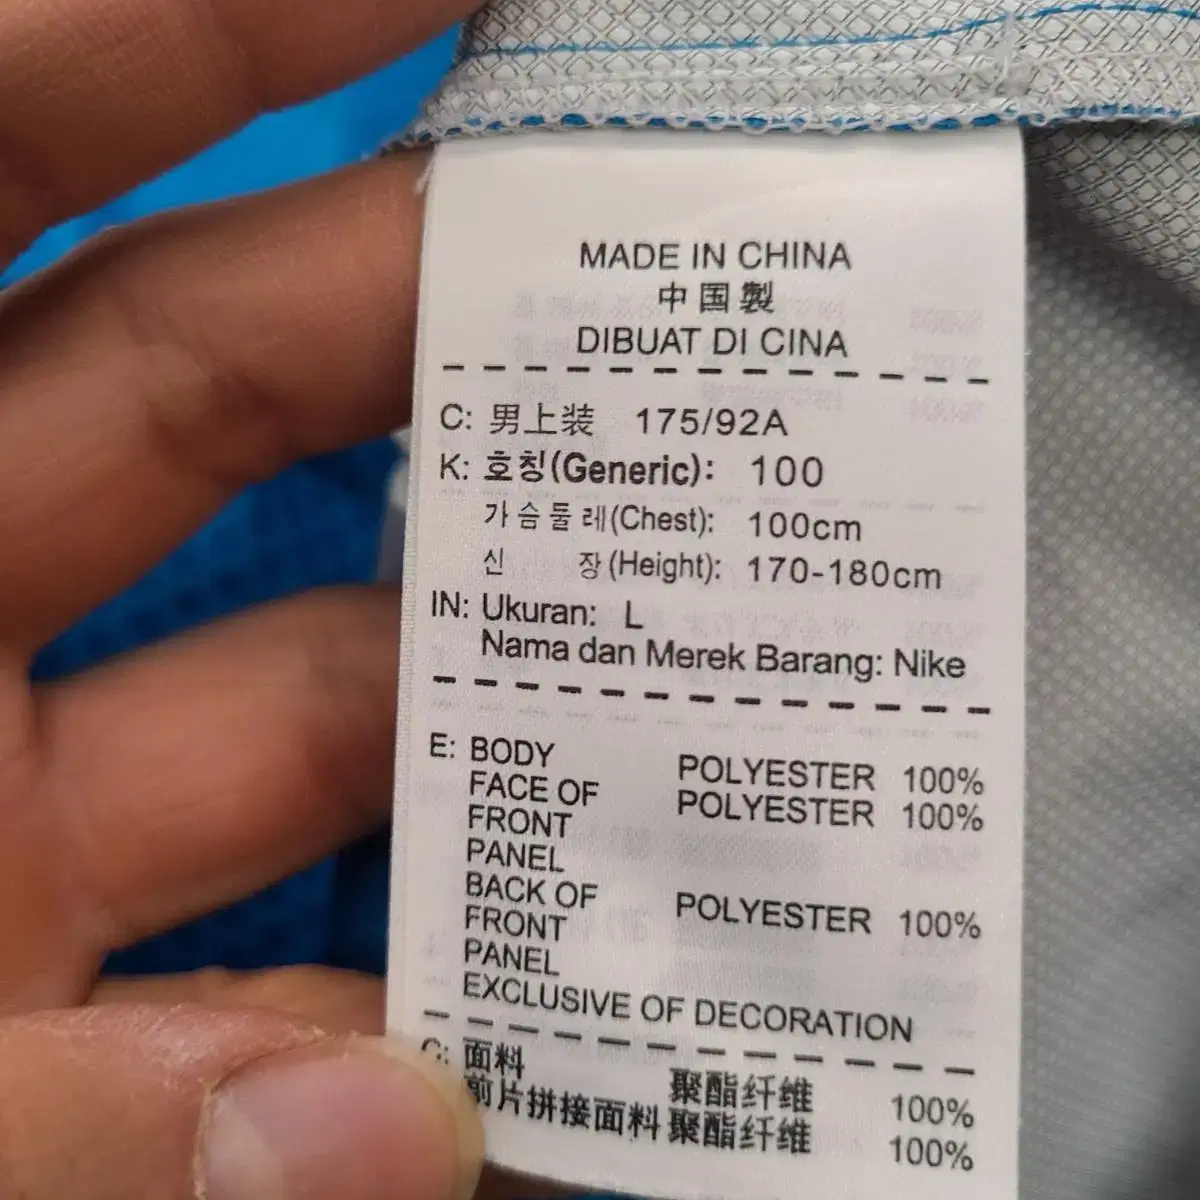 MADE IN CHINA
中国製
DIBUAT DI CINA
C: 男上装 175/92A
K: 호칭(Generic): 100
가슴둘레(Chest): 100cm
신 장(Height): 170-180cm
IN: Ukuran: L
Nama dan Merek Barang: Nike
E: BODY POLYESTER 100%
FACE OF POLYESTER 100%
FRONT
PANEL
BACK OF POLYESTER 100%
FRONT
PANEL
EXCLUSIVE OF DECORATION
C: 面料 聚酯纤维 100%
前片拼接面料 聚酯纤维 100%